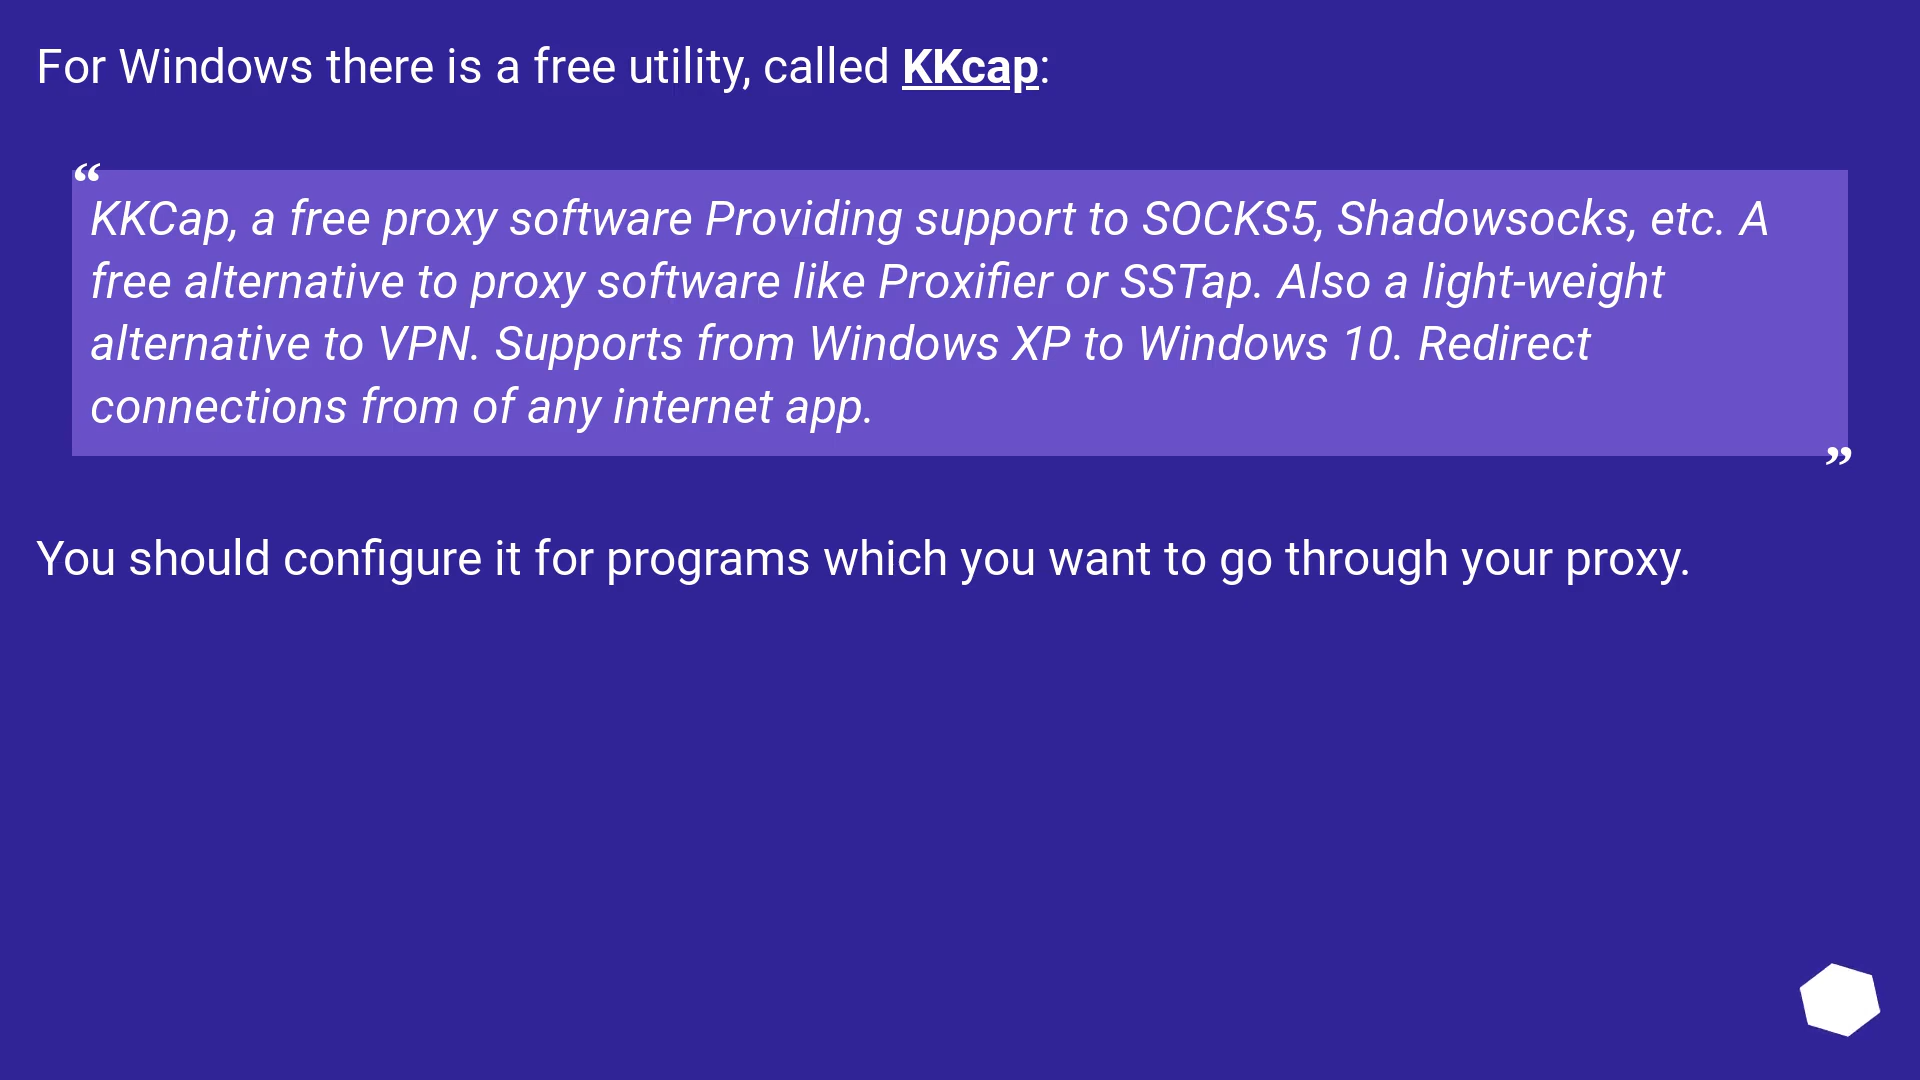 For Windows there is a free utility, called KKcap:
“
KKCap, a free proxy software Providing support to SOCKS5, Shadowsocks, etc. A
free alternative to proxy software like Proxifier or SSTap. Also a light-weight
alternative to VPN. Supports from Windows XP to Windows 10. Redirect
connections from of any internet app.
”
You should configure it for programs which you want to go through your proxy.